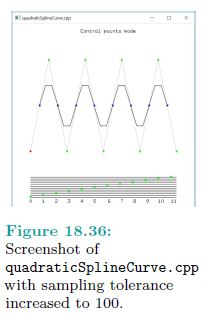 quadraticSplineCurve.cpp
Control points mode
0 1 2 3 4 5 6 7 8 9 10 11
Figure 18.36:
Screenshot of
quadraticSplineCurve.cpp
with sampling tolerance
increased to 100.